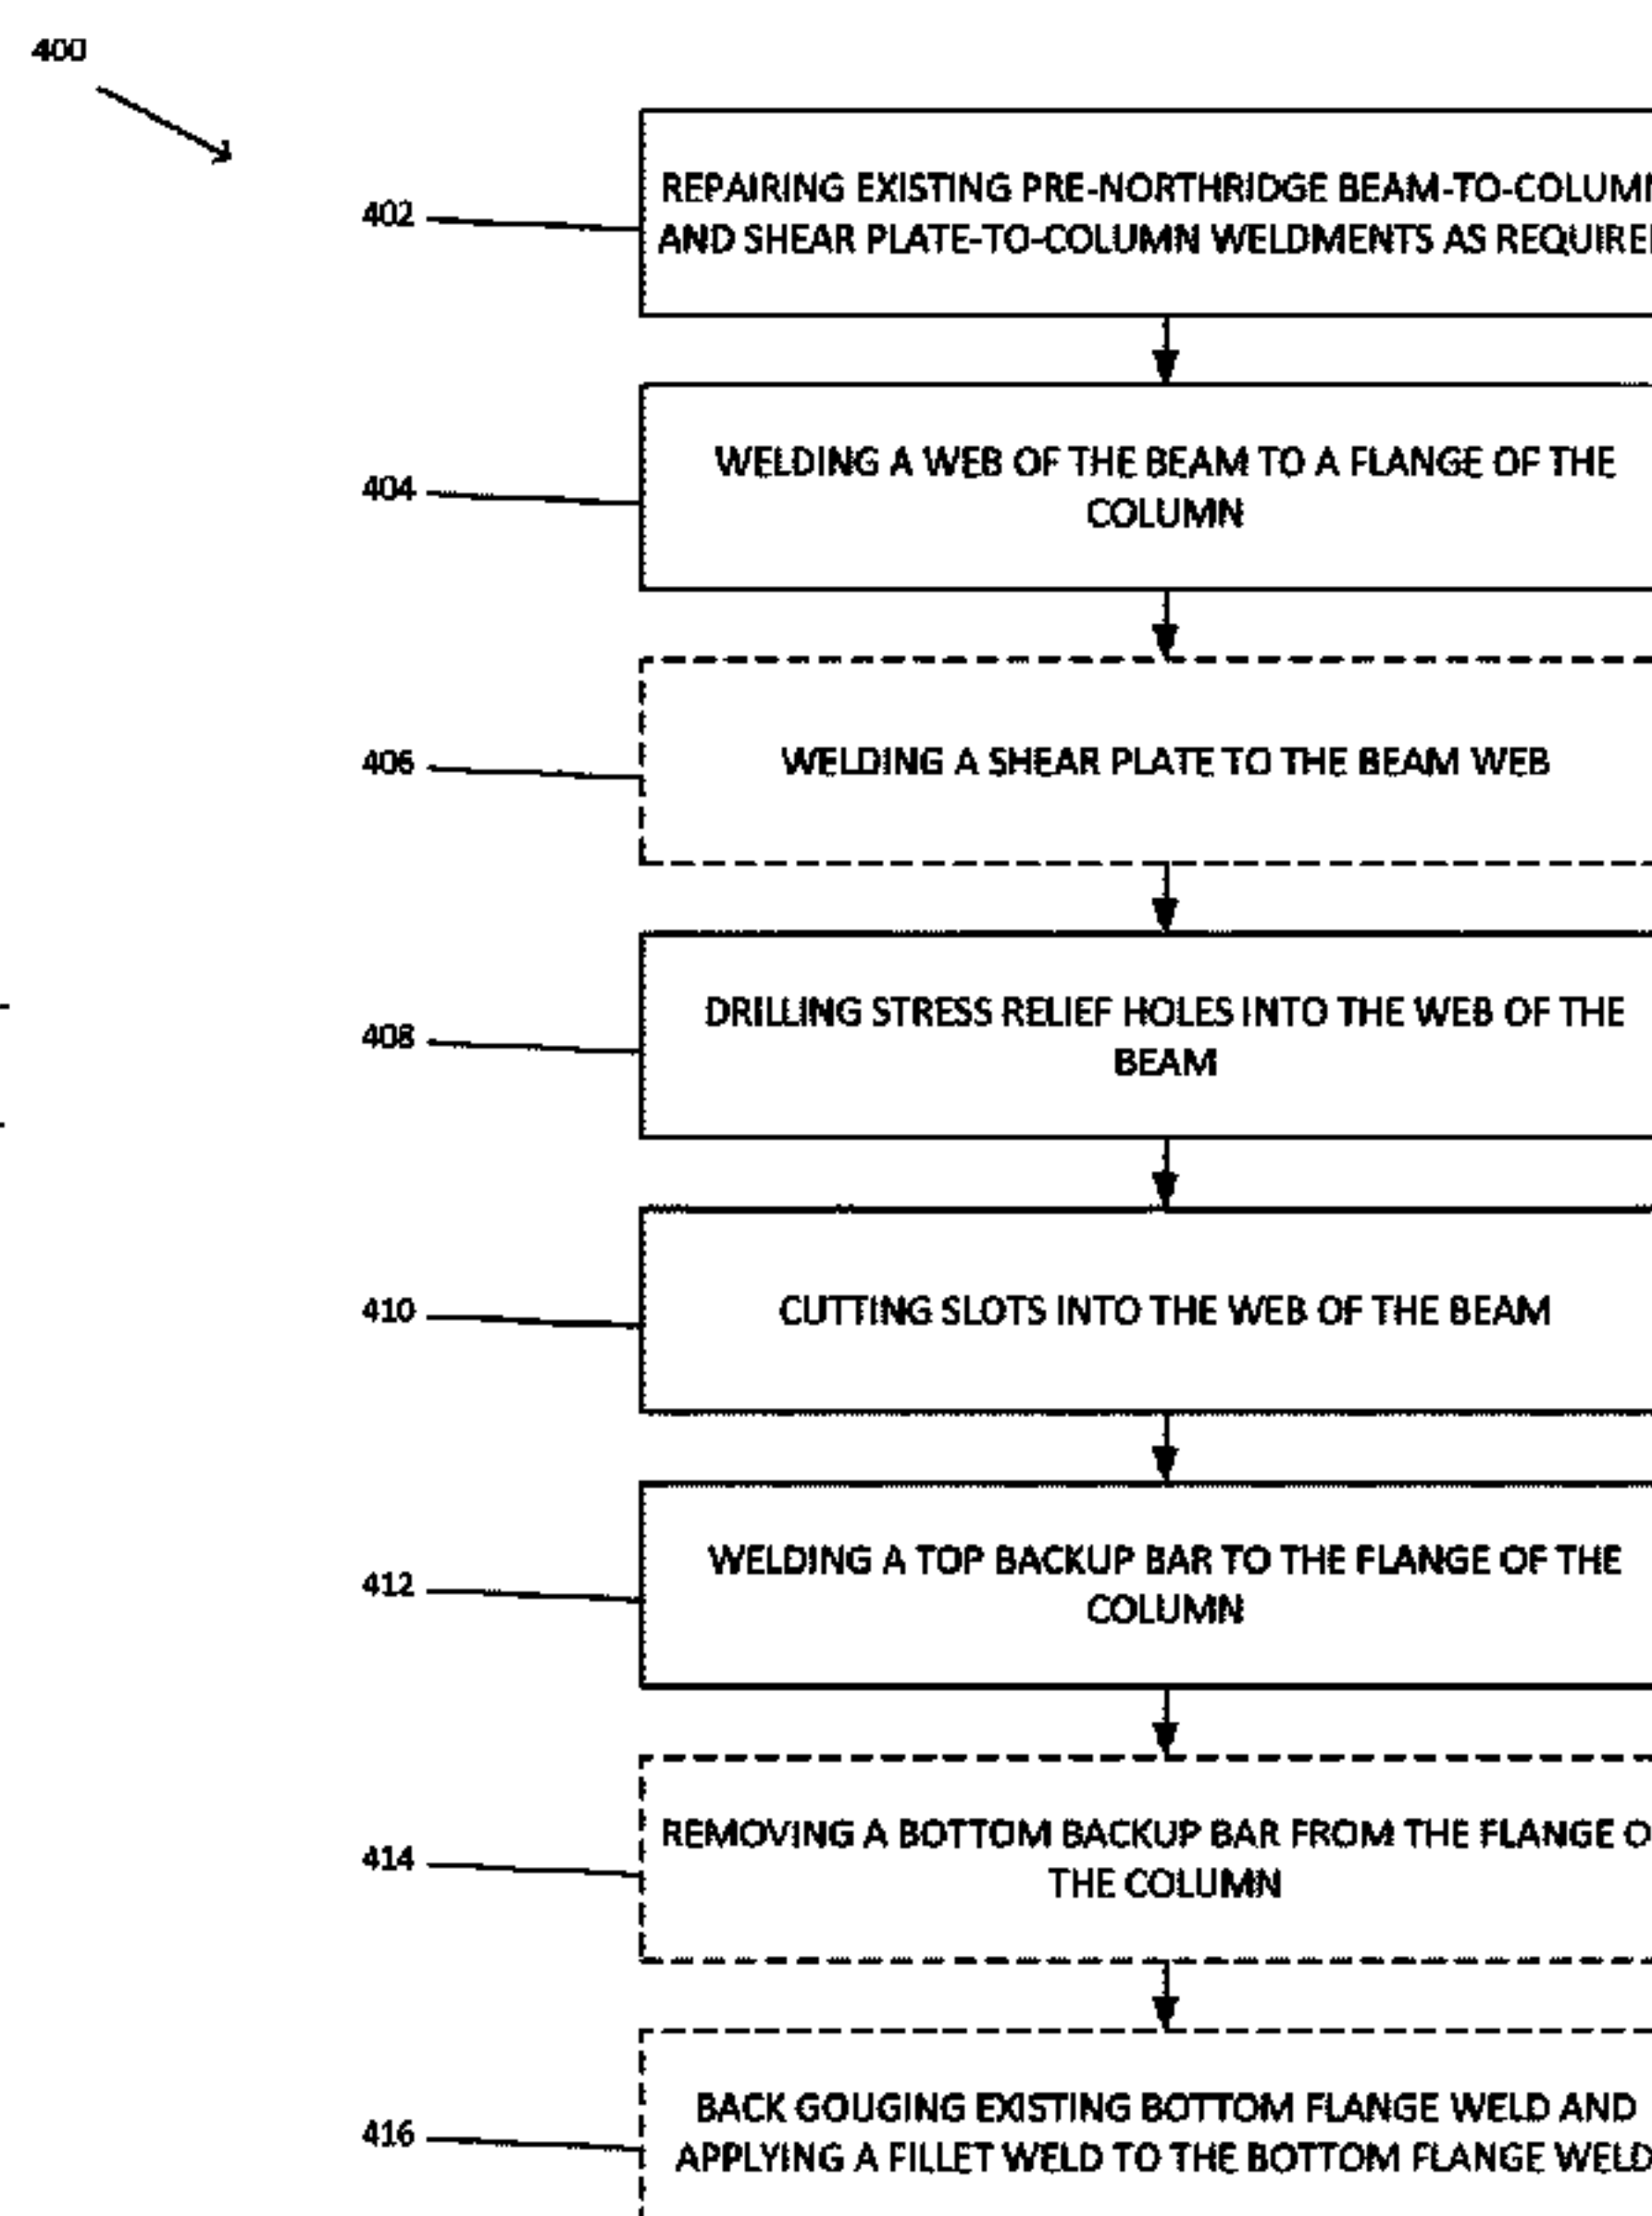 400
402
REPAIRING EXISTING PRE-NORTHRIDGE BEAM-TO-COLUMN
AND SHEAR PLATE-TO-COLUMN WELDMENTS AS REQUIRED
404
WELDING A WEB OF THE BEAM TO A FLANGE OF THE
COLUMN
406
WELDING A SHEAR PLATE TO THE BEAM WEB
408
DRILLING STRESS RELIEF HOLES INTO THE WEB OF THE
BEAM
410
CUTTING SLOTS INTO THE WEB OF THE BEAM
412
WELDING A TOP BACKUP BAR TO THE FLANGE OF THE
COLUMN
414
REMOVING A BOTTOM BACKUP BAR FROM THE FLANGE O
THE COLUMN
416
BACK GOUGING EXISTING BOTTOM FLANGE WELD AND
APPLYING A FILLET WELD TO THE BOTTOM FLANGE WELD